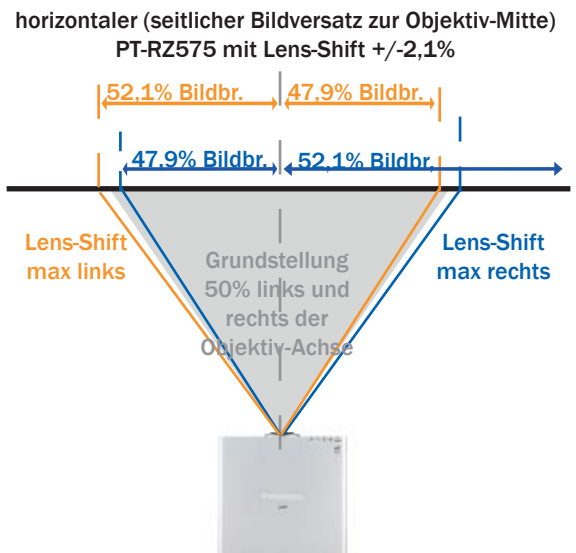 horizontaler (seitlicher Bildversatz zur Objektiv-Mitte)
PT-RZ575 mit Lens-Shift +/-2,1%
52,1% Bildbr.
47,9% Bildbr.
47,9% Bildbr.
52,1% Bildbr.
Lens-Shift
max links
Grundstellung
50% links und
rechts der
Objektiv-Achse
Lens-Shift
max rechts
Panasonic